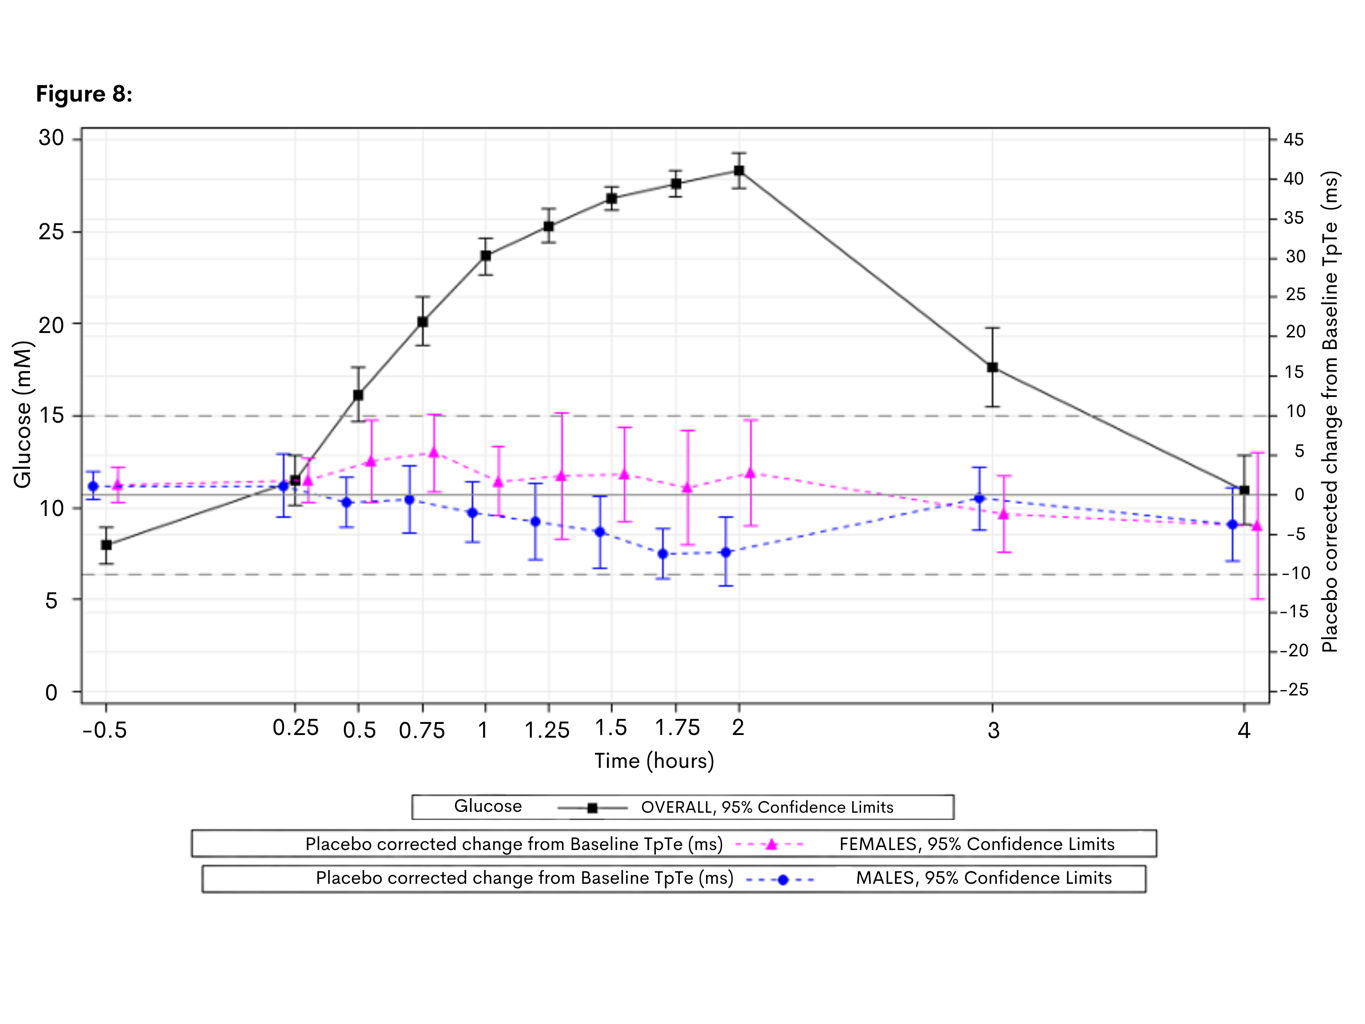 Figure 8:
30
25
20
15
10
5
0
Glucose (mM)
45
40
35
30
25
20
15
10
5
0
-5
-10
-15
-20
-25
Placebo corrected change from Baseline TpTe (ms)
-0.5 0.25 0.5 0.75 1 1.25 1.5 1.75 2 3 4
Time (hours)
Glucose OVERALL, 95% Confidence Limits
Placebo corrected change from Baseline TpTe (ms) FEMALES, 95% Confidence Limits
Placebo corrected change from Baseline TpTe (ms) MALES, 95% Confidence Limits